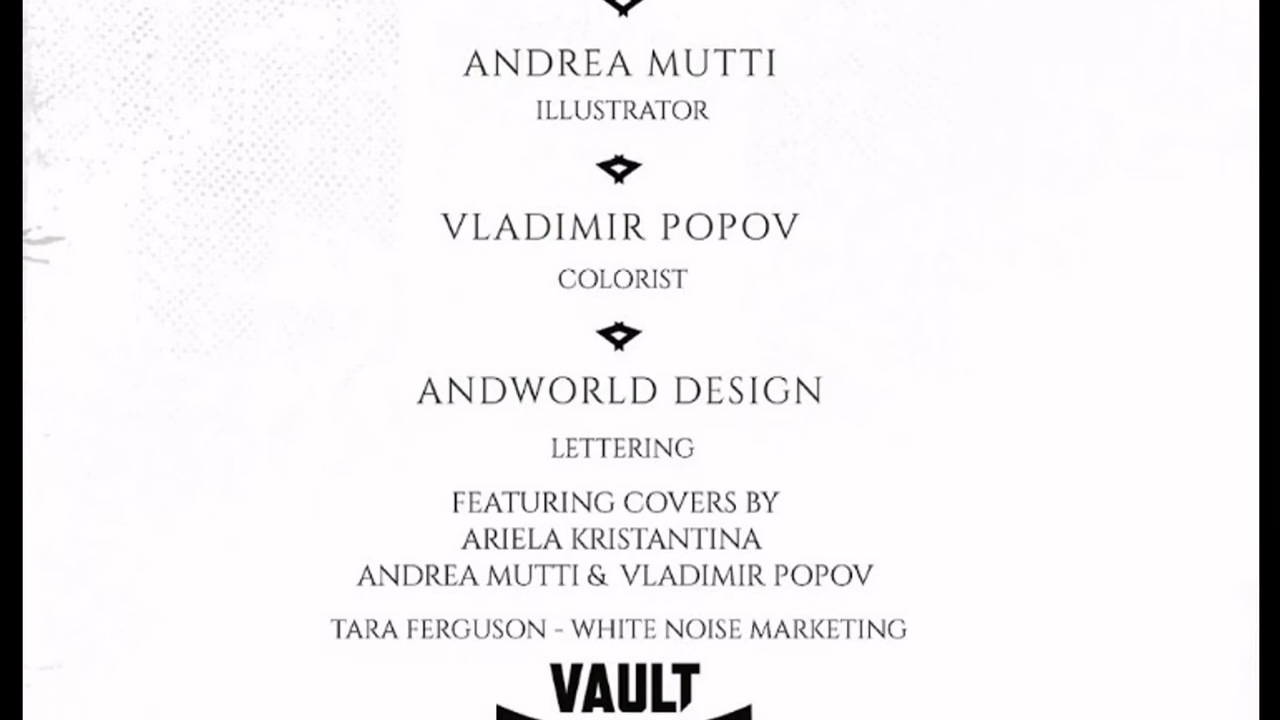 ANDREA MUTTI
ILLUSTRATOR
VLADIMIR POPOV
COLORIST
ANDWORLD DESIGN
LETTERING
FEATURING COVERS BY
ARIELA KRISTANTINA
ANDREA MUTTI & VLADIMIR POPOV
TARA FERGUSON - WHITE NOISE MARKETING
VAULT